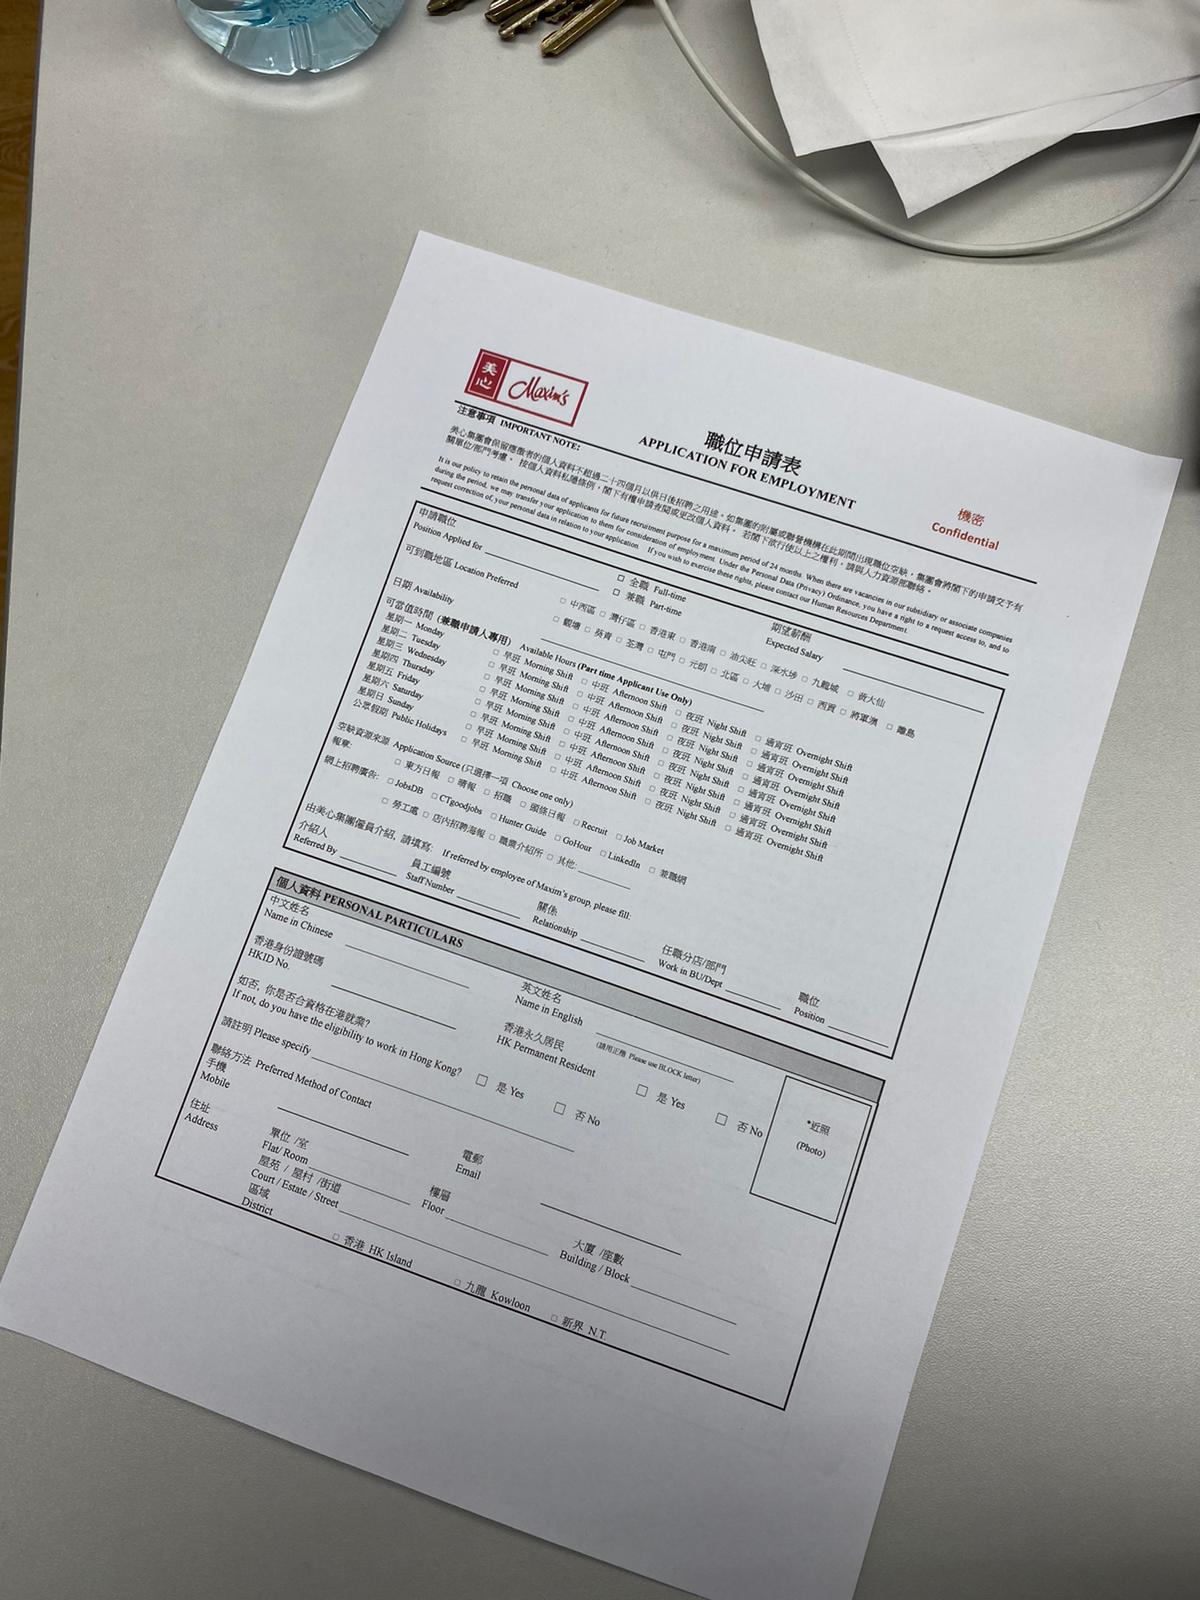 美心 Maxim's
職位申請表
APPLICATION FOR EMPLOYMENT
機密
Confidential
注意事項 IMPORTANT NOTE:
美心集團會保留應徵者的個人資料不超過二十四個月以供日後招聘之用途。如集團的附屬或聯營機構在此期間出現職位空缺，集團會將閣下的申請交予有
關單位/部門考慮。 按個人資料私隱條例，閣下有權申請查閱或更改個人資料。 若閣下欲行使以上之權利，請與人力資源部聯絡。
It is our policy to retain the personal data of applicants for future recruitment purpose for a maximum period of 24 months. When there are vacancies in our subsidiary or associate companies
during the period, we may transfer your application to them for consideration of employment. Under the Personal Data (Privacy) Ordinance, you have a right to a request access to, and to
request correction of, your personal data in relation to your application. If you wish to exercise these rights, please contact our Human Resources Department.
申請職位
Position Applied for
□ 全職 Full-time
□ 兼職 Part-time
期望薪酬
Expected Salary
可到職地區 Location Preferred
□ 中西區 □ 灣仔區 □ 香港東 □ 香港南 □ 油尖旺 □ 深水埗 □ 九龍城 □ 黃大仙
□ 觀塘 □ 葵青 □ 荃灣 □ 屯門 □ 元朗 □ 北區 □ 大埔 □ 沙田 □ 西貢 □ 將軍澳 □ 離島
日期 Availability
可當值時間 (兼職申請人專用) Available Hours (Part time Applicant Use Only)
星期一 Monday □ 早班 Morning Shift □ 中班 Afternoon Shift □ 夜班 Night Shift □ 通宵班 Overnight Shift
星期二 Tuesday □ 早班 Morning Shift □ 中班 Afternoon Shift □ 夜班 Night Shift □ 通宵班 Overnight Shift
星期三 Wednesday □ 早班 Morning Shift □ 中班 Afternoon Shift □ 夜班 Night Shift □ 通宵班 Overnight Shift
星期四 Thursday □ 早班 Morning Shift □ 中班 Afternoon Shift □ 夜班 Night Shift □ 通宵班 Overnight Shift
星期五 Friday □ 早班 Morning Shift □ 中班 Afternoon Shift □ 夜班 Night Shift □ 通宵班 Overnight Shift
星期六 Saturday □ 早班 Morning Shift □ 中班 Afternoon Shift □ 夜班 Night Shift □ 通宵班 Overnight Shift
星期日 Sunday □ 早班 Morning Shift □ 中班 Afternoon Shift □ 夜班 Night Shift □ 通宵班 Overnight Shift
公眾假期 Public Holidays □ 早班 Morning Shift □ 中班 Afternoon Shift □ 夜班 Night Shift □ 通宵班 Overnight Shift
空缺資源來源 Application Source (只選擇一項 Choose one only)
報章: □ 東方日報 □ 晴報 □ 招職 □ 頭條日報 □ Recruit □ Job Market
網上招聘廣告: □ JobsDB □ CTgoodjobs □ Hunter Guide □ GoHour □ LinkedIn □ 兼職網
□ 勞工處 □ 店內招聘海報 □ 職業介紹所 □ 其他:
由美心集團僱員介紹, 請填寫: If referred by employee of Maxim's group, please fill:
介紹人
Referred By
員工編號
Staff Number
關係
Relationship
任職分店/部門
Work in BU/Dept
職位
Position
個人資料 PERSONAL PARTICULARS
中文姓名
Name in Chinese
英文姓名
Name in English
(請用正楷 Please use BLOCK letter)
*近照
(Photo)
香港身份證號碼
HKID No.
香港永久居民
HK Permanent Resident
□ 是 Yes □ 否 No
如否, 你是否合資格在港就業?
If not, do you have the eligibility to work in Hong Kong? □ 是 Yes □ 否 No
請註明 Please specify
聯絡方法 Preferred Method of Contact
手機
Mobile
電郵
Email
住址
Address
單位 /室
Flat/ Room
樓層
Floor
大廈 /座數
Building / Block
屋苑 / 屋村 /街道
Court / Estate / Street
區域
District
□ 香港 HK Island □ 九龍 Kowloon □ 新界 N.T.